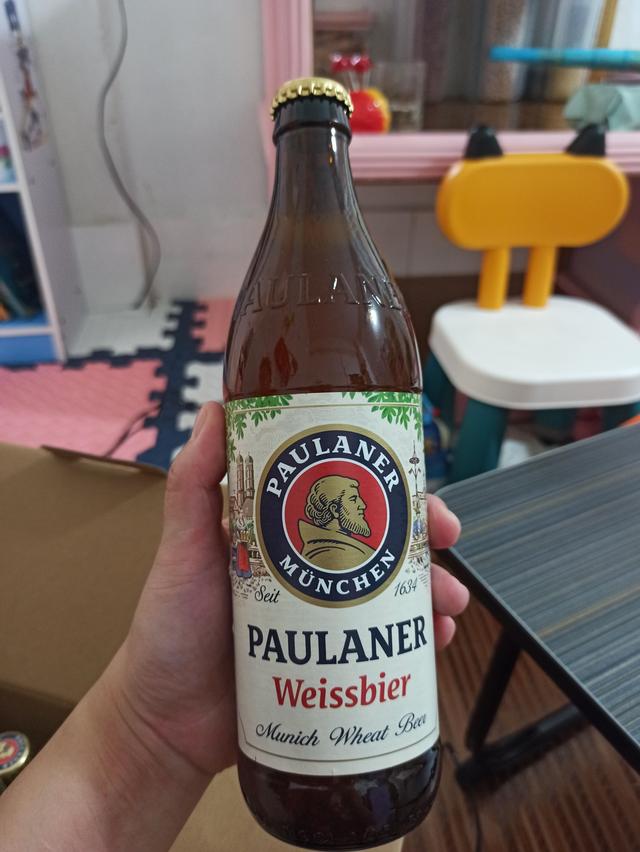 PAULANER
PAULANER
MÜNCHEN
Seit 1634
PAULANER
Weissbier
Munich Wheat Beer